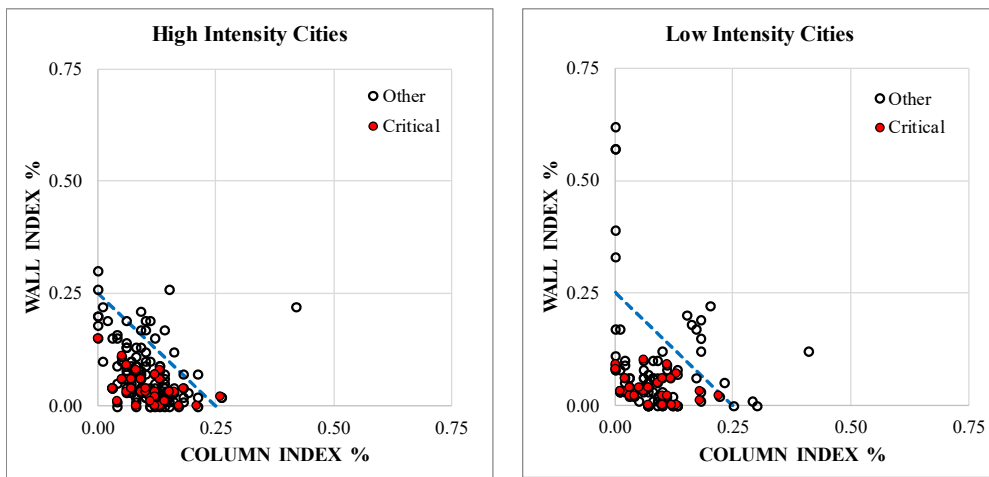 High Intensity Cities
0.75
0.50
0.25
0.00
0.00 0.25 0.50 0.75
WALL INDEX %
COLUMN INDEX %
Other
Critical
Low Intensity Cities
0.75
0.50
0.25
0.00
0.00 0.25 0.50 0.75
WALL INDEX %
COLUMN INDEX %
Other
Critical